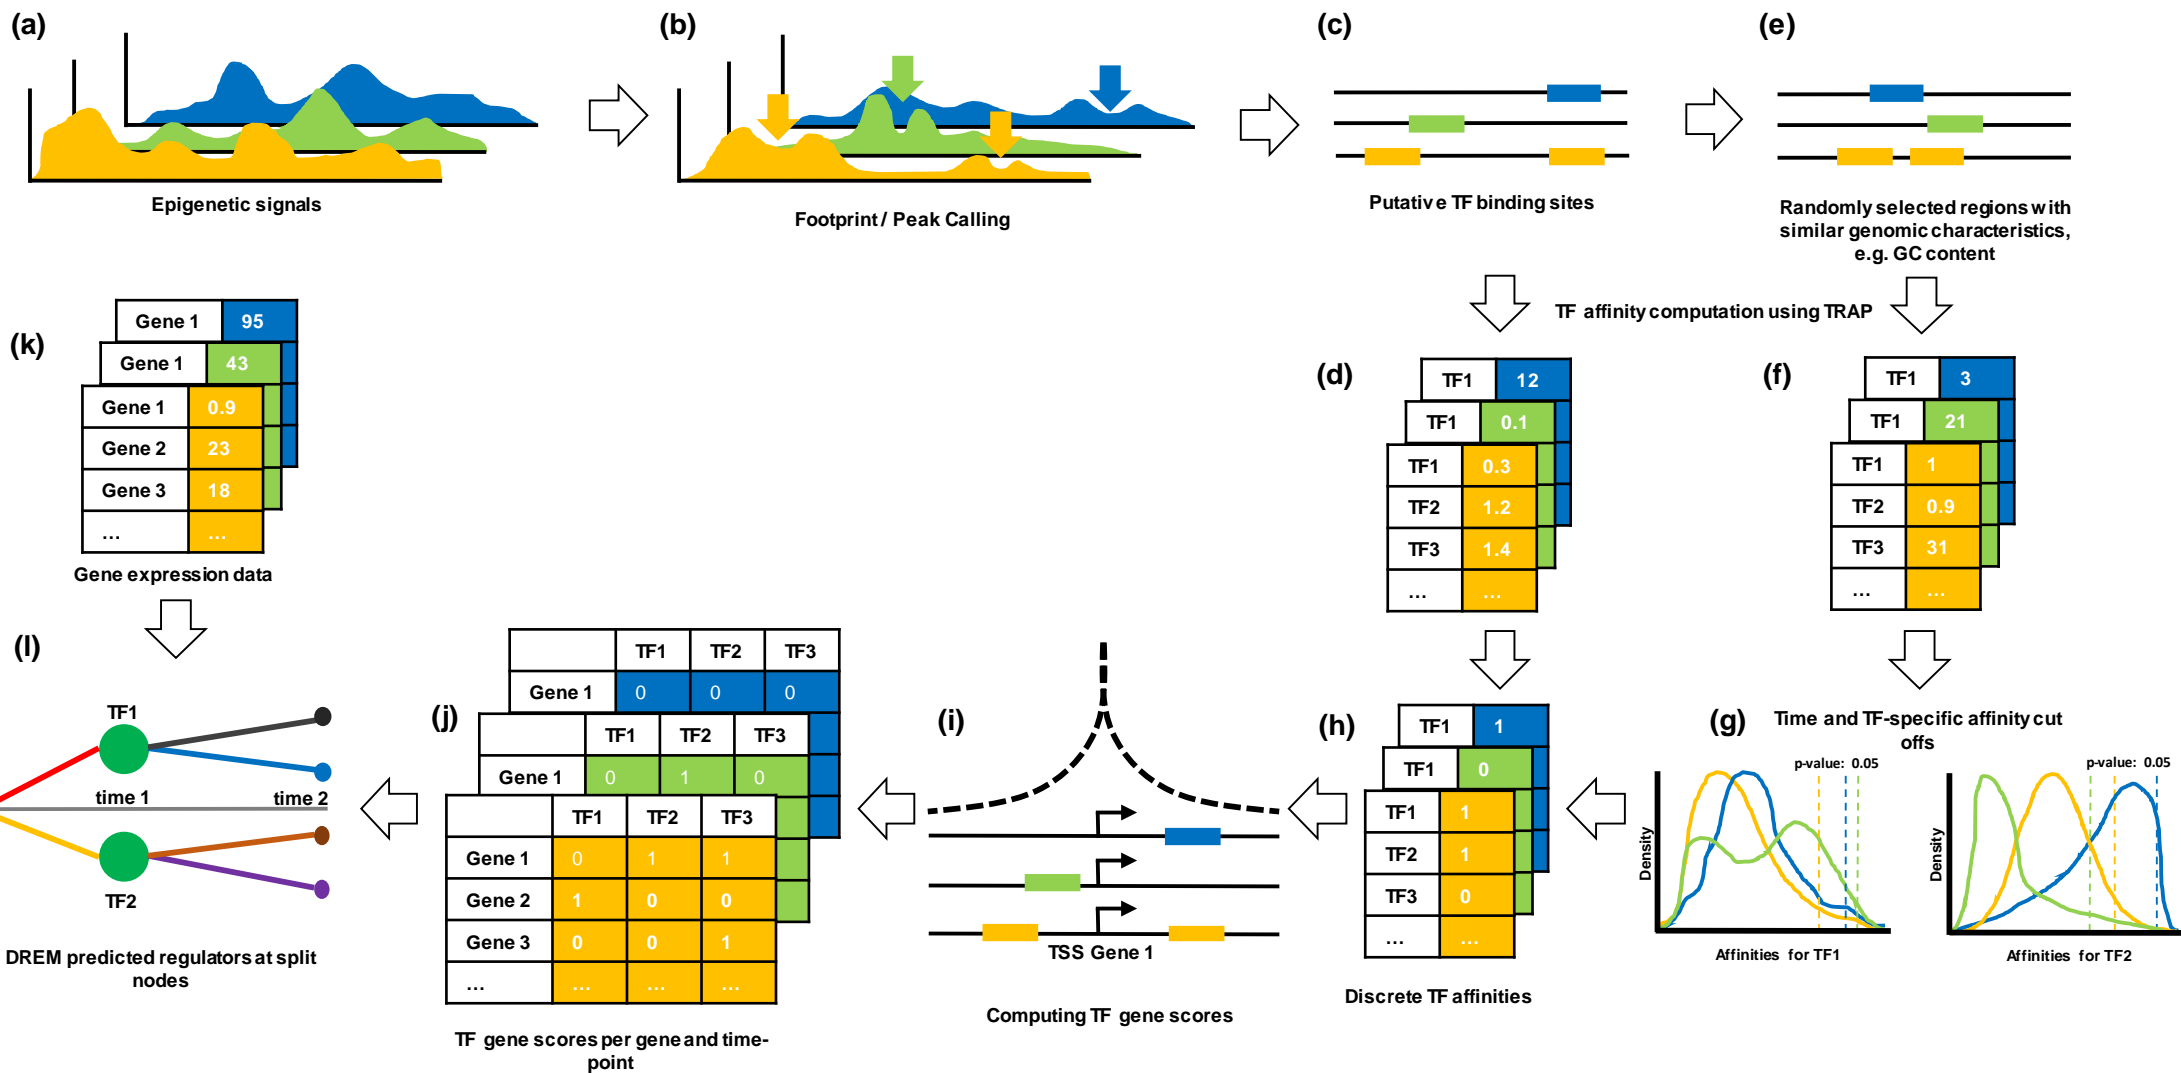 (a)
Epigenetic signals
(b)
Footprint / Peak Calling
(c)
Putative TF binding sites
(e)
Randomly selected regions with
similar genomic characteristics,
e.g. GC content
TF affinity computation using TRAP
(k)
Gene 1 95
Gene 1 43
Gene 1 0.9
Gene 2 23
Gene 3 18
... ...
Gene expression data
(d)
TF1 12
TF1 0.1
TF1 0.3
TF2 1.2
TF3 1.4
... ...
(f)
TF1 3
TF1 21
TF1 1
TF2 0.9
TF3 31
... ...
(l)
TF1
time 1 time 2
TF2
DREM predicted regulators at split
nodes
(j)
TF1 TF2 TF3
Gene 1 0 0 0
TF1 TF2 TF3
Gene 1 0 1 0
TF1 TF2 TF3
Gene 1 0 1 1
Gene 2 1 0 0
Gene 3 0 0 1
... ... ... ...
TF gene scores per gene and time-
point
(i)
TSS Gene 1
Computing TF gene scores
(h)
TF1 1
TF1 0
TF1 1
TF2 1
TF3 0
... ...
Discrete TF affinities
(g)
Time and TF-specific affinity cut
offs
p-value: 0.05
Density
Affinities for TF1
p-value: 0.05
Density
Affinities for TF2